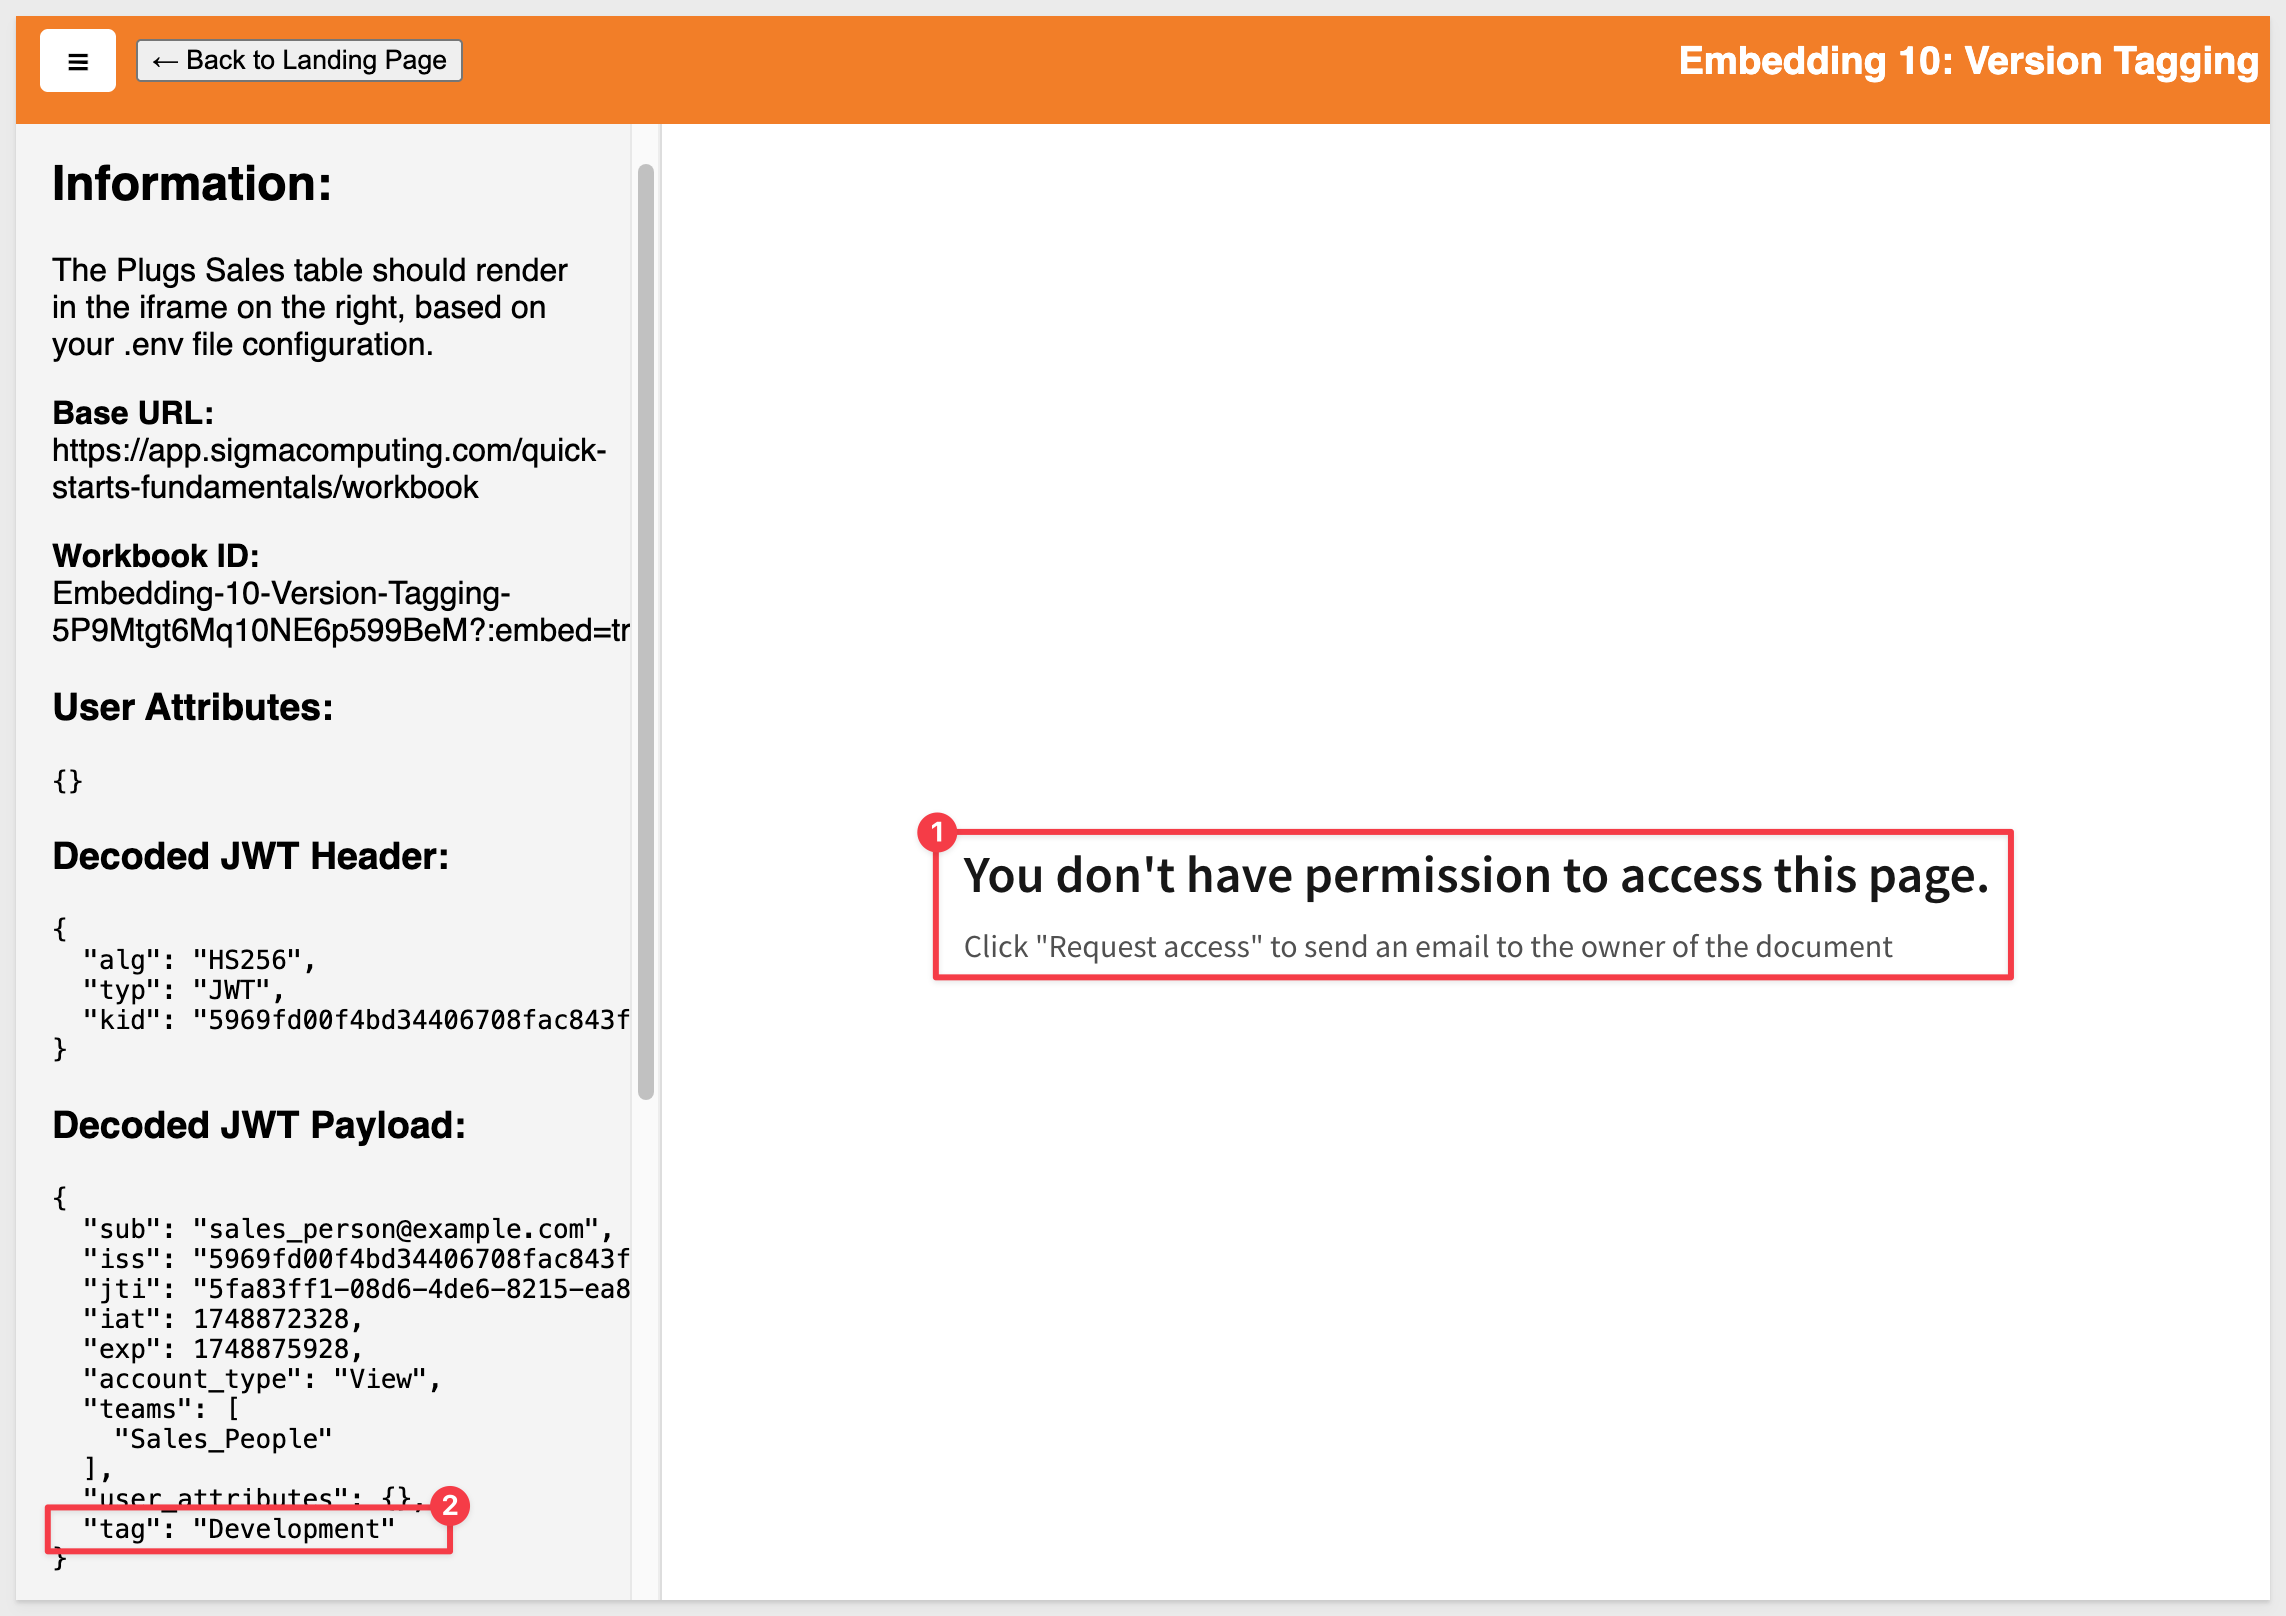 ≡
← Back to Landing Page
Embedding 10: Version Tagging
Information:
The Plugs Sales table should render
in the iframe on the right, based on
your .env file configuration.
Base URL:
https://app.sigmacomputing.com/quick-
starts-fundamentals/workbook
Workbook ID:
Embedding-10-Version-Tagging-
5P9Mtgt6Mq10NE6p599BeM?:embed=tr
User Attributes:
{}
Decoded JWT Header:
{
"alg": "HS256",
"typ": "JWT",
"kid": "5969fd00f4bd34406708fac843f
}
Decoded JWT Payload:
{
"sub": "sales_person@example.com",
"iss": "5969fd00f4bd34406708fac843f
"jti": "5fa83ff1-08d6-4de6-8215-ea8
"iat": 1748872328,
"exp": 1748875928,
"account_type": "View",
"teams": [
"Sales_People"
],
"user_attributes": {},
2
"tag": "Development"
}
1
You don't have permission to access this page.
Click "Request access" to send an email to the owner of the document